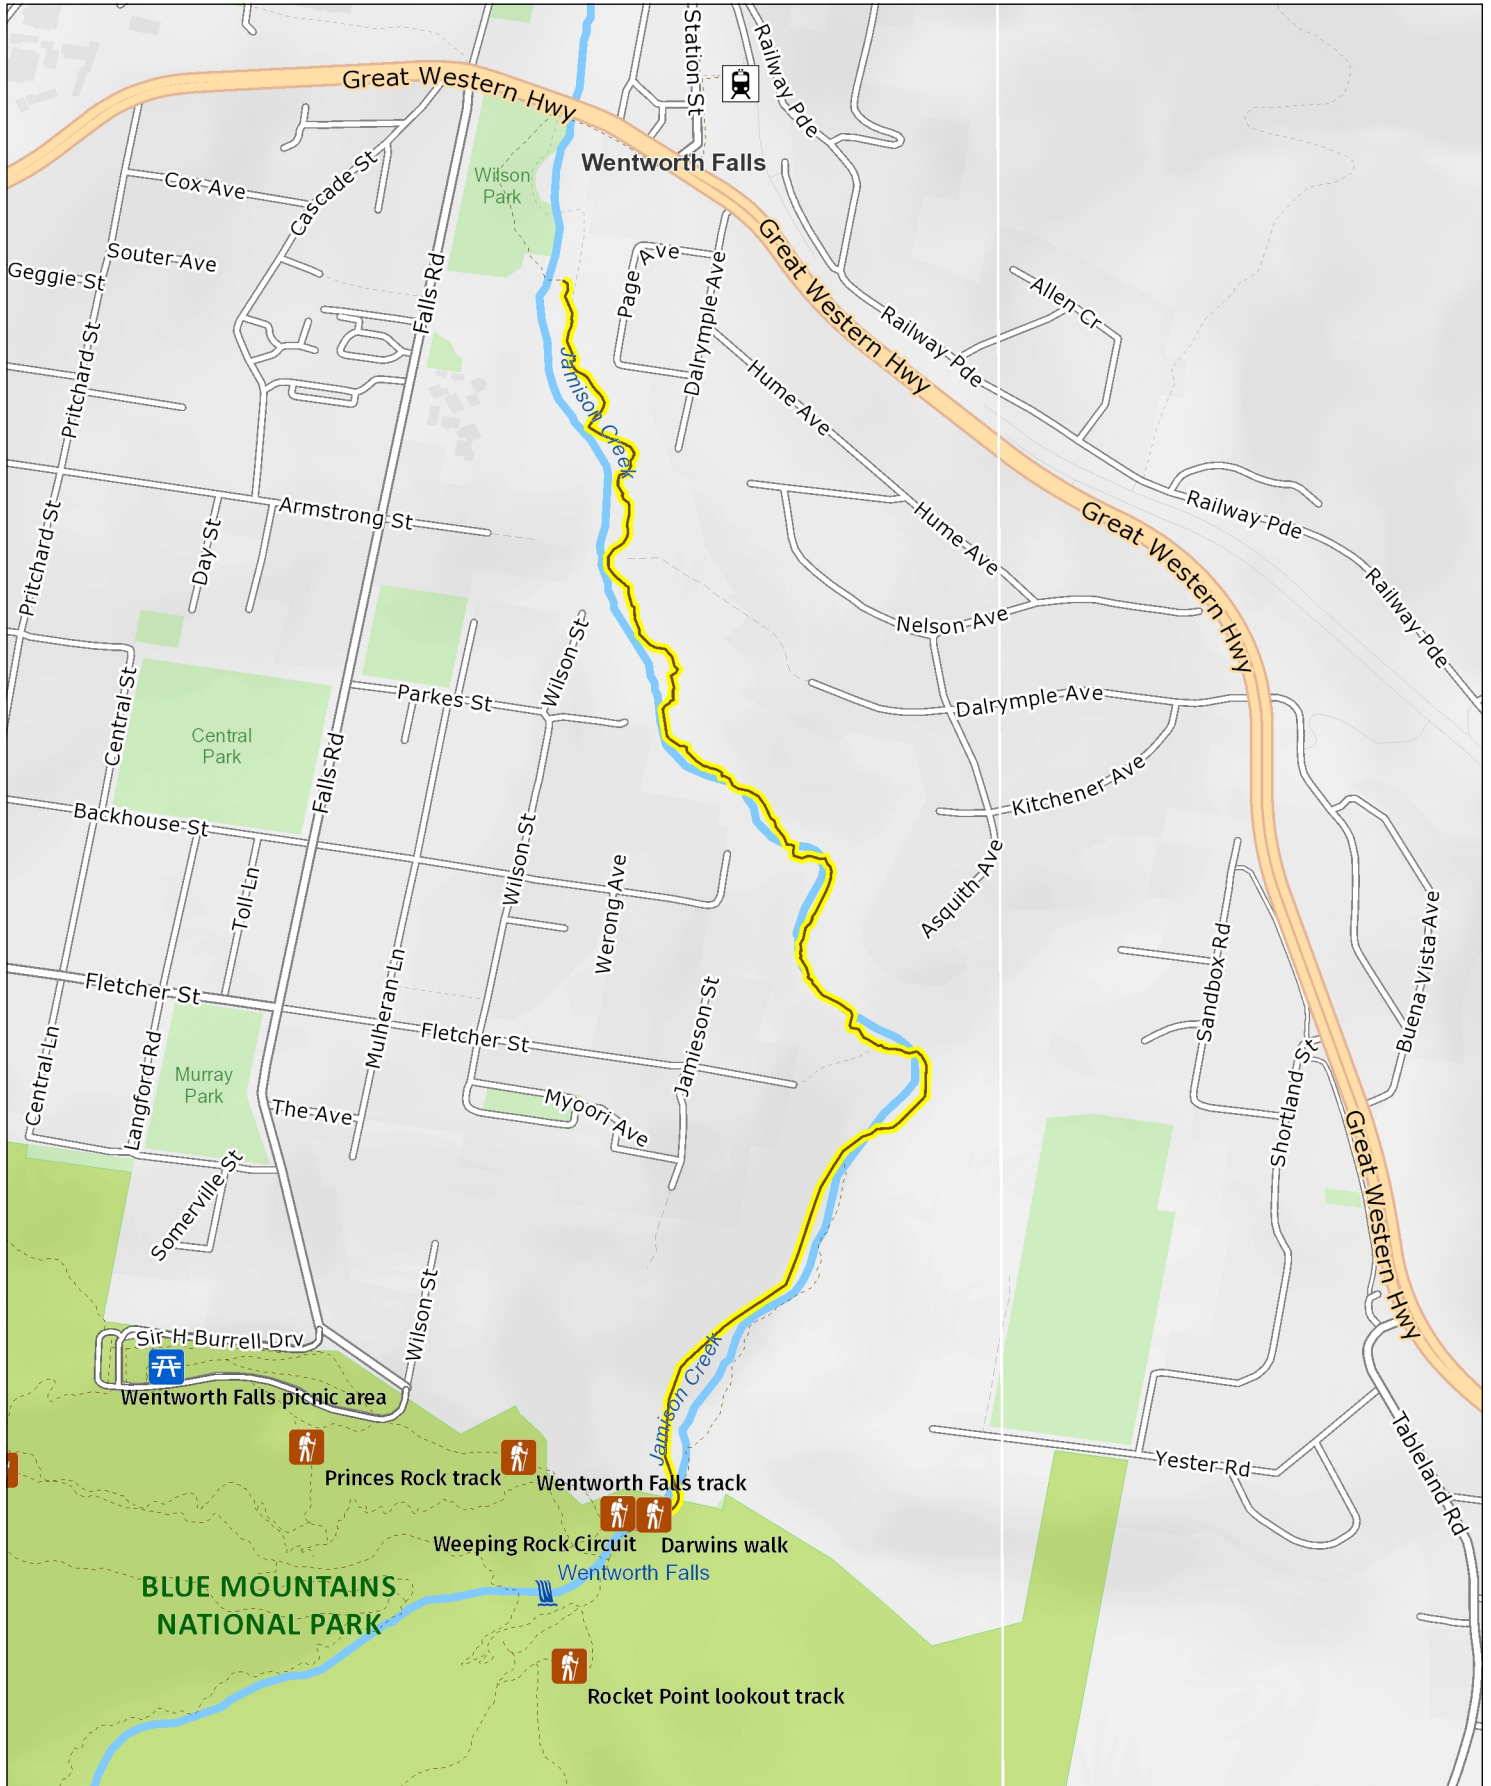 Station St
Railway Pde
Great Western Hwy
Wentworth Falls
Wilson
Park
Cox Ave
Cascade St
Souter Ave
Geggie St
Falls Rd
Page Ave
Dalrymple Ave
Great Western Hwy
Allen Cr
Railway Pde
Pritchard St
Jamison Creek
Hume Ave
Armstrong St
Day St
Pritchard St
Hume Ave
Great Western Hwy
Railway Pde
Railway Pde
Nelson Ave
Wilson St
Parkes St
Central St
Central
Park
Falls Rd
Dalrymple Ave
Kitchener Ave
Backhouse St
Wilson St
Toll Ln
Werong Ave
Asquith Ave
Sandbox Rd
Buena Vista Ave
Fletcher St
Mulheran Ln
Fletcher St
Jamieson St
Central Ln
Langford Rd
Murray
Park
The Ave
Myoori Ave
Shortland St
Great Western Hwy
Somerville St
Wilson St
Sir H Burrell Drv
Wentworth Falls picnic area
Jamison Creek
Princes Rock track
Wentworth Falls track
Yester Rd
Tableland Rd
Weeping Rock Circuit
Darwins walk
Wentworth Falls
BLUE MOUNTAINS
NATIONAL PARK
Rocket Point lookout track